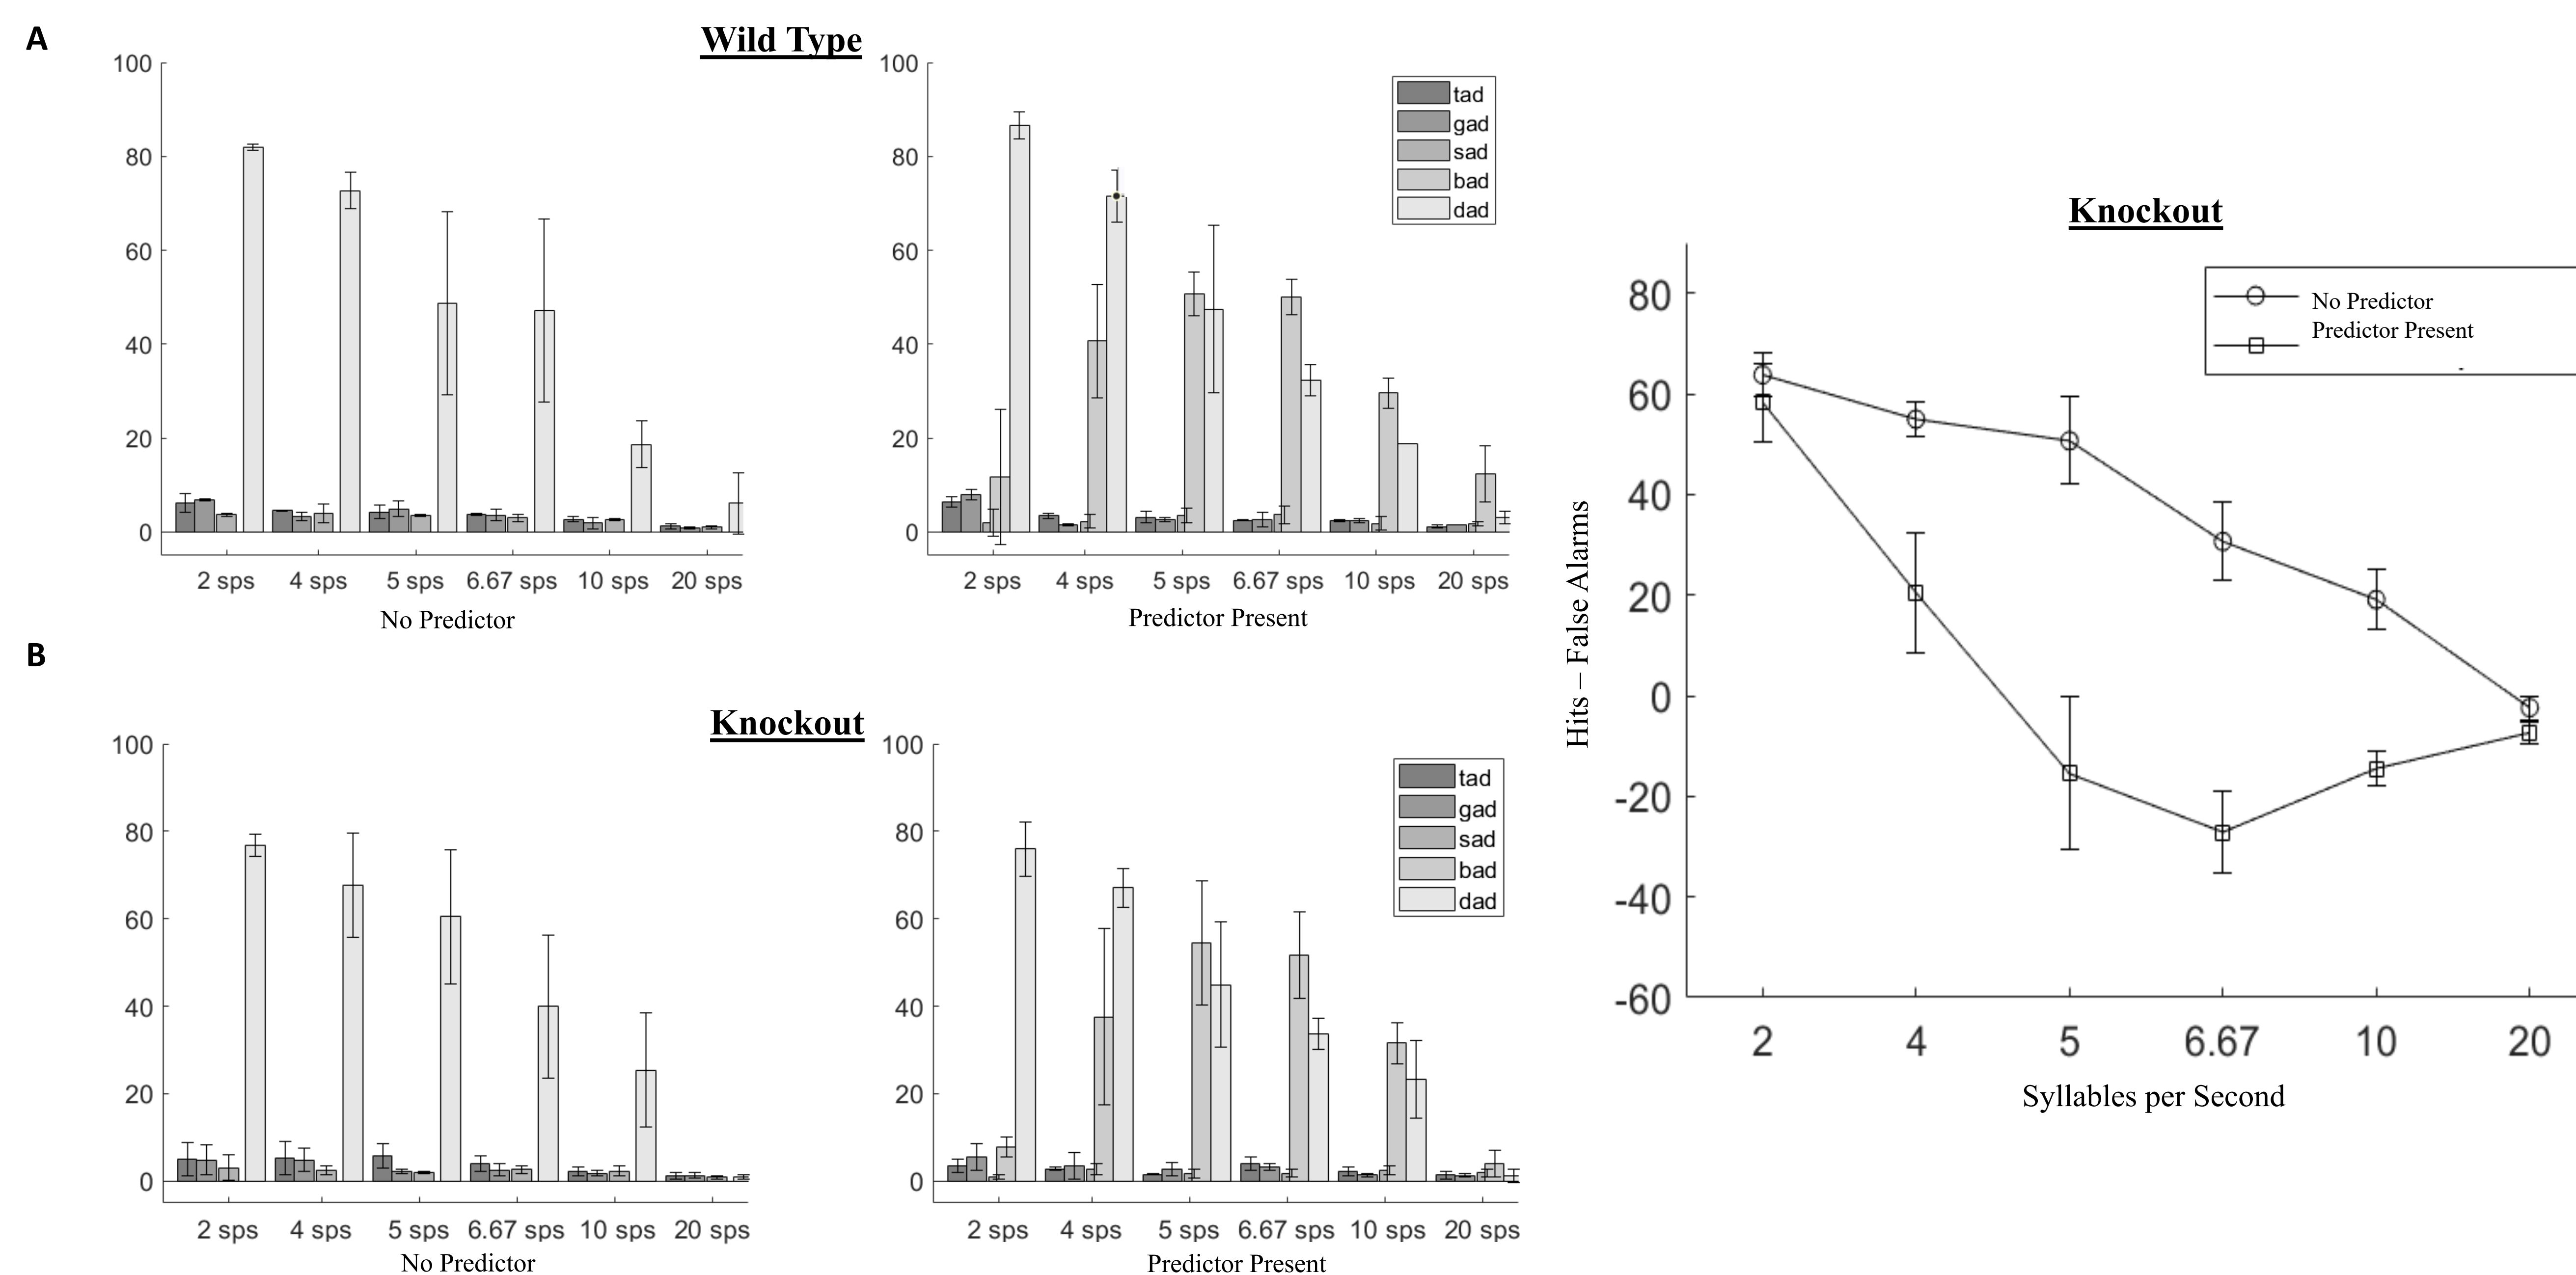 A
Wild Type
100
80
60
40
20
0
2 sps 4 sps 5 sps 6.67 sps 10 sps 20 sps
No Predictor
100
80
60
40
20
0
2 sps 4 sps 5 sps 6.67 sps 10 sps 20 sps
Predictor Present
tad
gad
sad
bad
dad
B
Knockout
100
80
60
40
20
0
2 sps 4 sps 5 sps 6.67 sps 10 sps 20 sps
No Predictor
100
80
60
40
20
0
2 sps 4 sps 5 sps 6.67 sps 10 sps 20 sps
Predictor Present
tad
gad
sad
bad
dad
Knockout
No Predictor
Predictor Present
Hits – False Alarms
80
60
40
20
0
-20
-40
-60
2 4 5 6.67 10 20
Syllables per Second